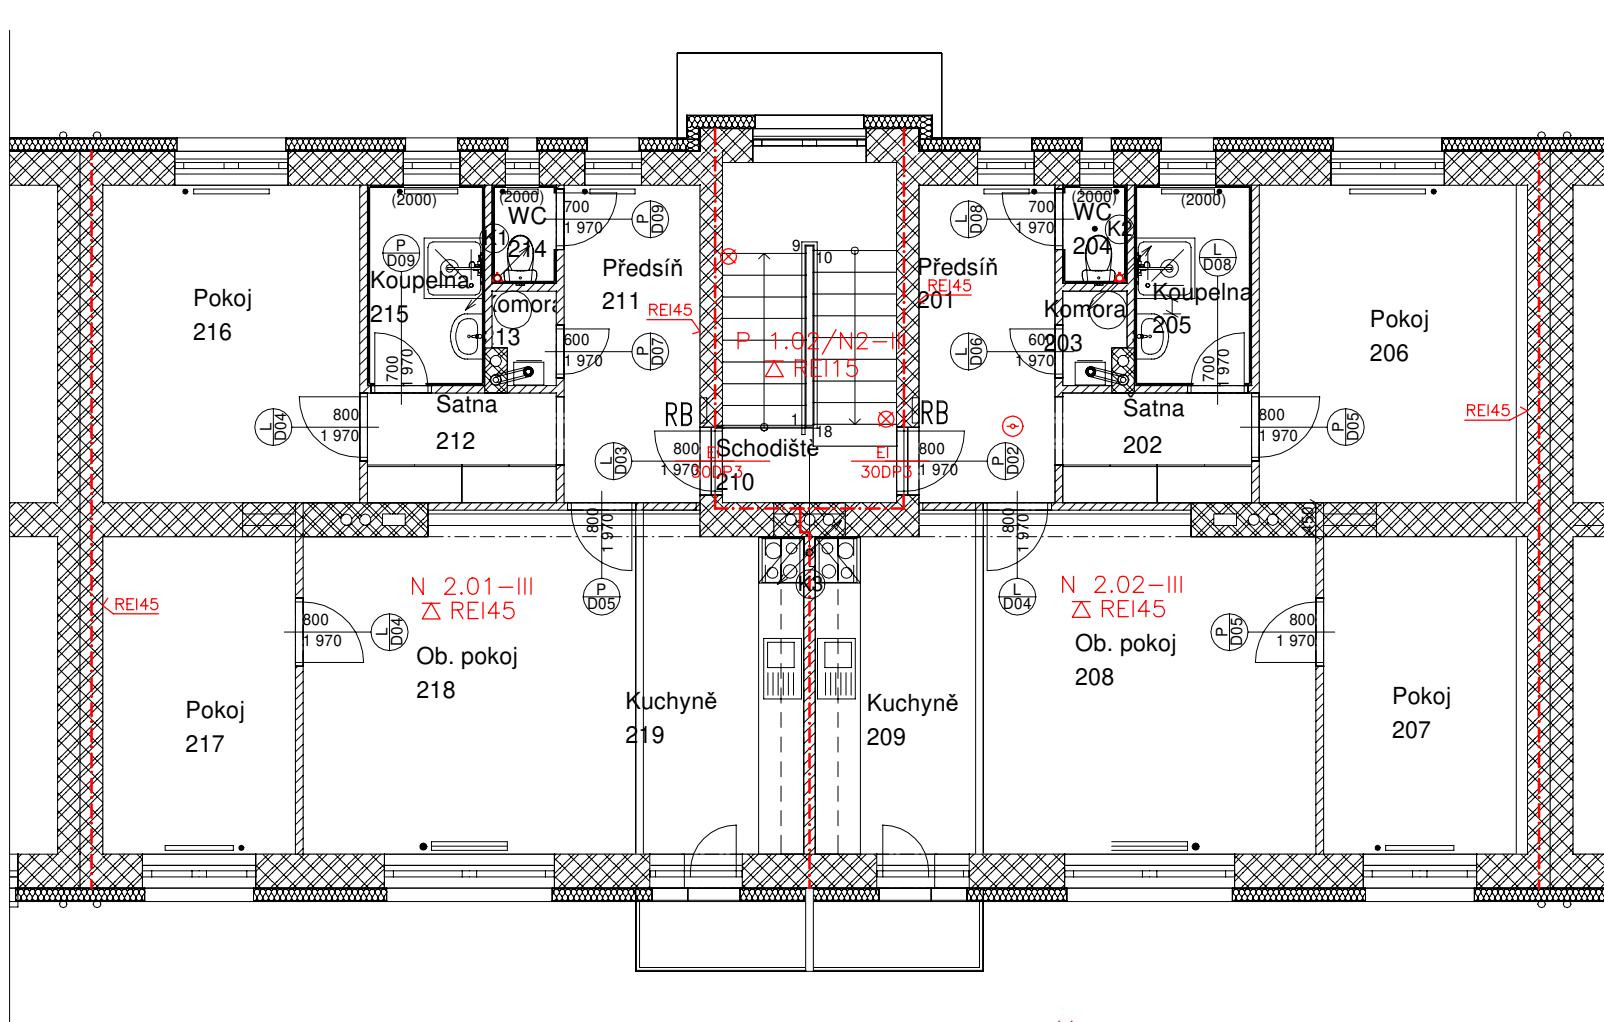 (2000)
(2000)
(2000)
(2000)
WC
214
K1
700
1 970
P
D09
L
D08
700
1 970
WC
204
K2
P
D09
L
D08
Koupelna
215
Předsíň
211
Předsíň
201
Koupelna
205
Pokoj
216
Komora
203
Pokoj
206
9
10
REI45
REI45
REI45
P 1.02/N2-III
REI15
600
1 970
P
D07
L
D06
600
1 970
700
1 970
700
1 970
Šatna
212
Šatna
202
RB
RB
1
18
L
D04
800
1 970
800
1 970
P
D05
L
D03
800
1 970
EI
30DP3
Schodiště
210
EI
30DP3
800
1 970
P
D02
800
1 970
800
1 970
450
N 2.01-III
REI45
N 2.02-III
REI45
REI45
P
D05
K3
L
D04
800
1 970
L
D04
P
D05
800
1 970
Ob. pokoj
218
Ob. pokoj
208
Kuchyně
219
Kuchyně
209
Pokoj
217
Pokoj
207